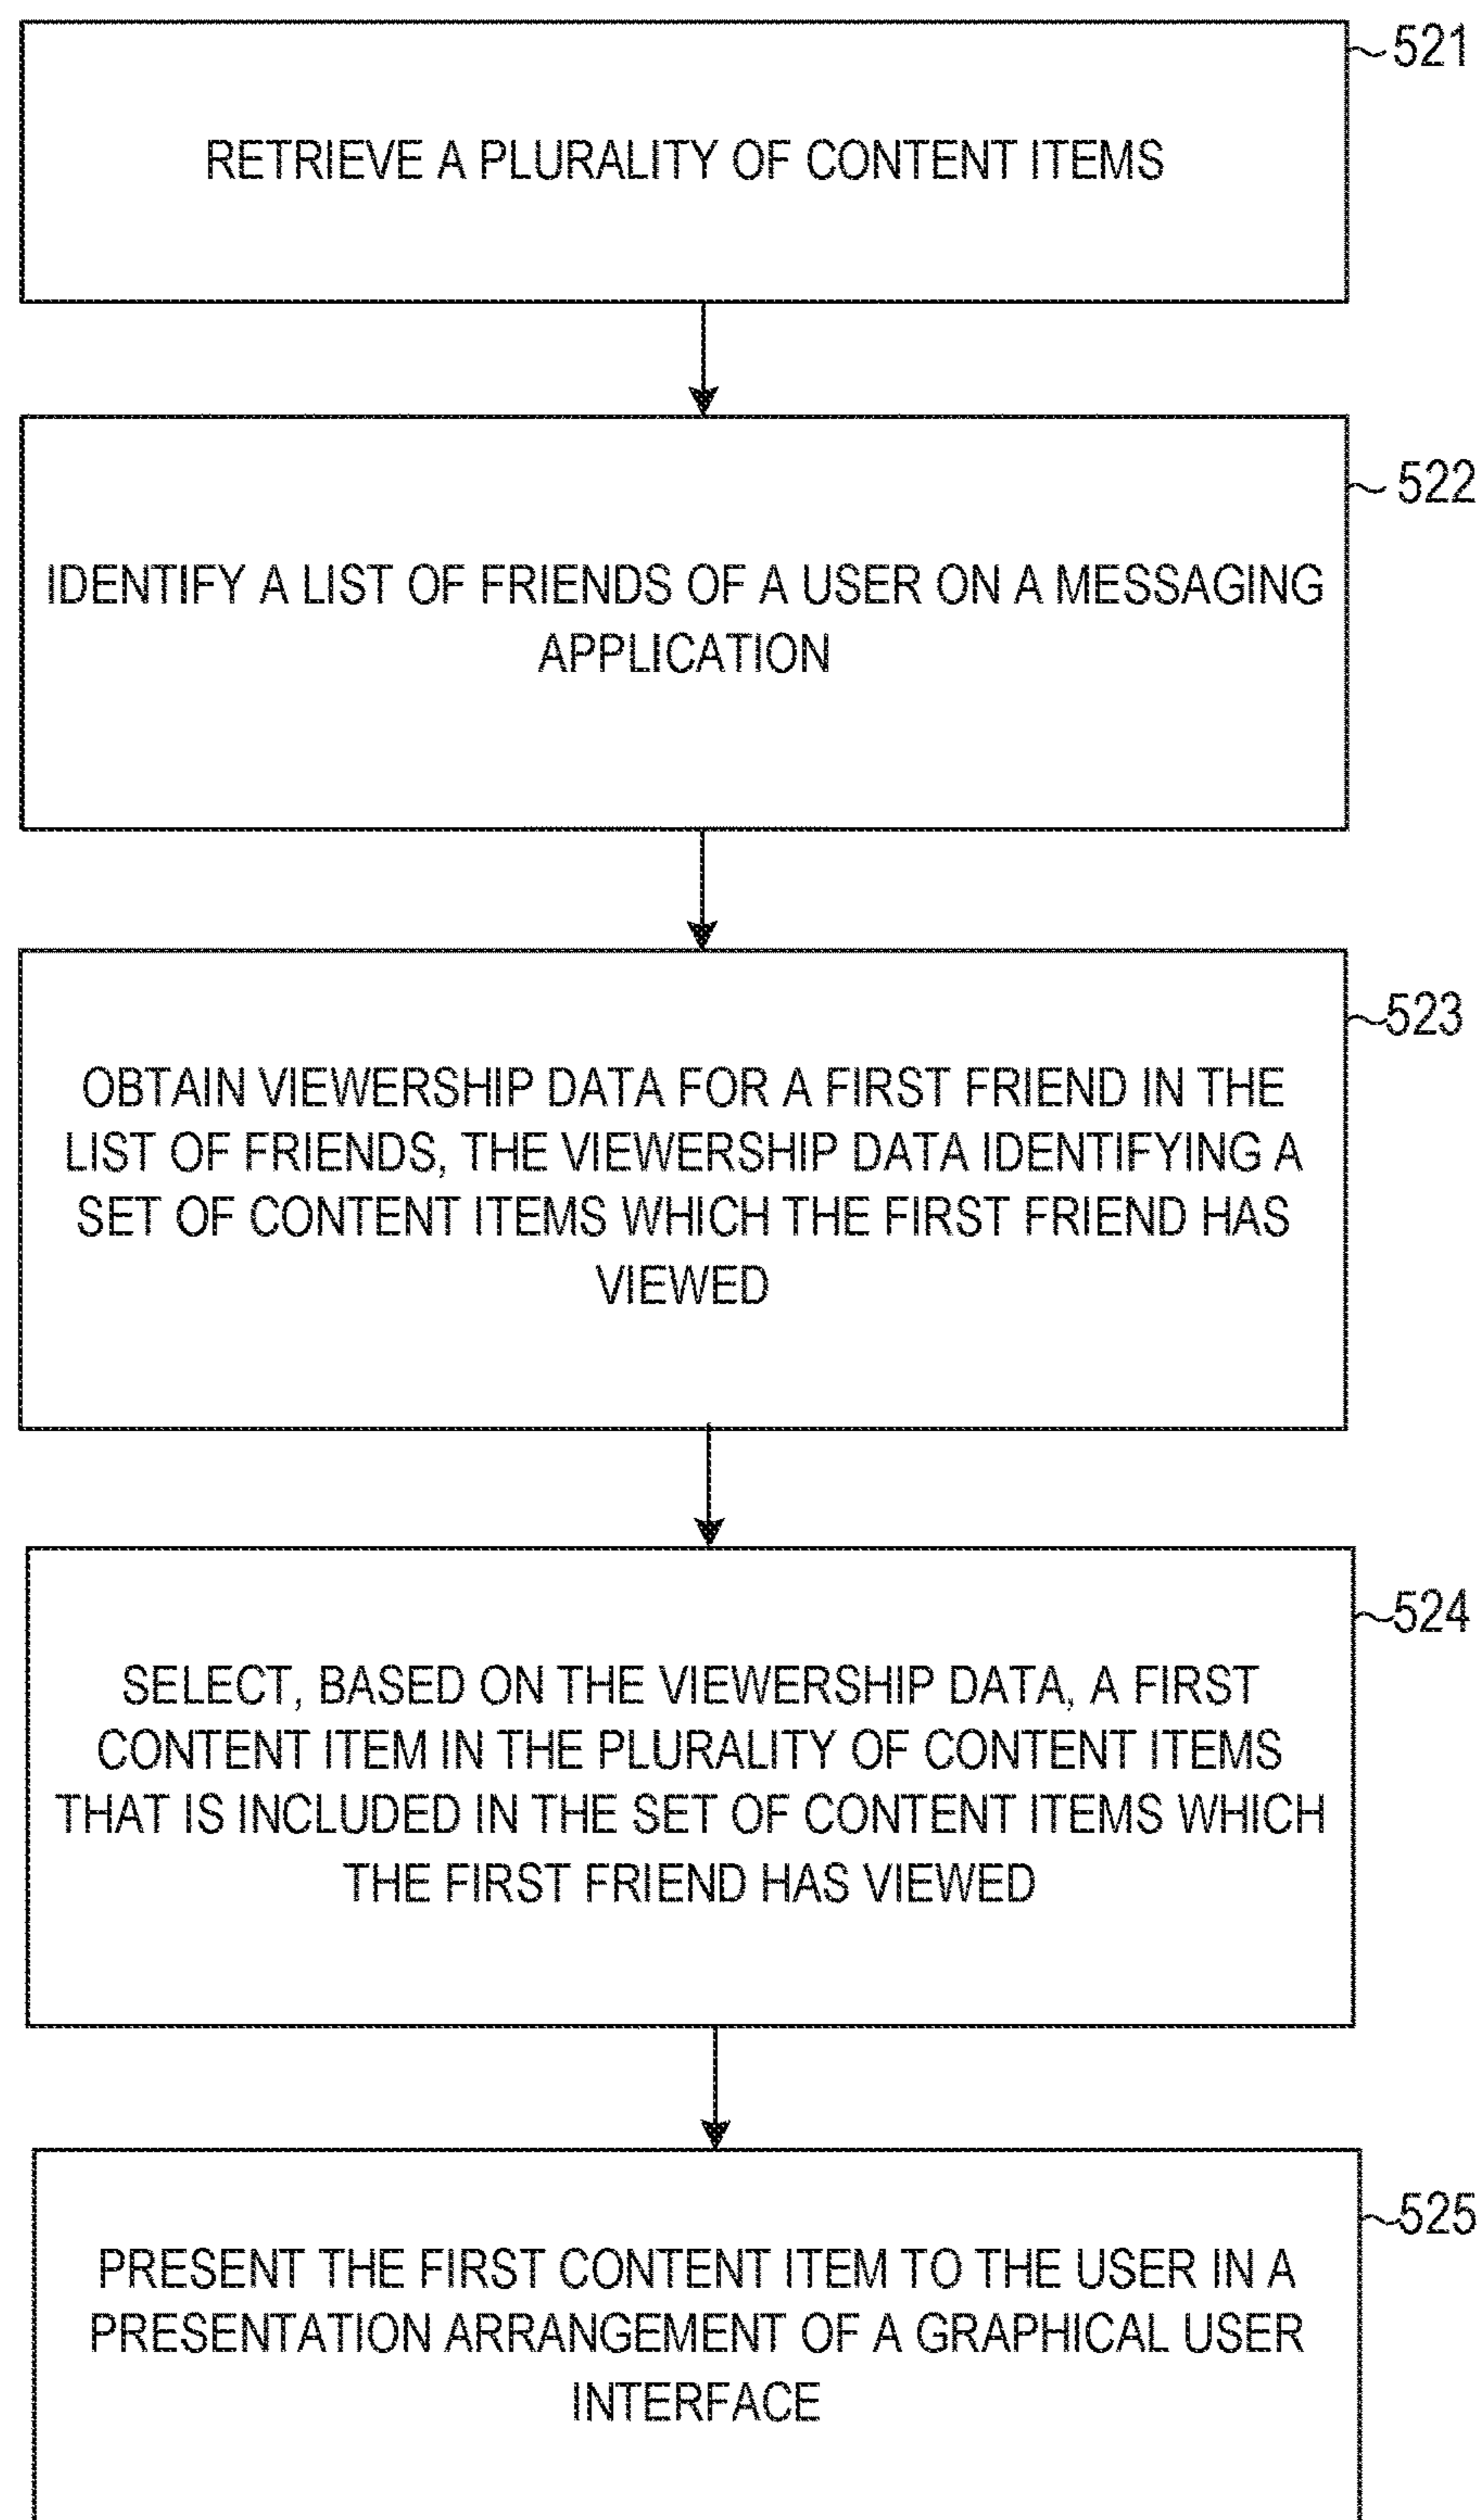 521
RETRIEVE A PLURALITY OF CONTENT ITEMS
522
IDENTIFY A LIST OF FRIENDS OF A USER ON A MESSAGING
APPLICATION
523
OBTAIN VIEWERSHIP DATA FOR A FIRST FRIEND IN THE
LIST OF FRIENDS, THE VIEWERSHIP DATA IDENTIFYING A
SET OF CONTENT ITEMS WHICH THE FIRST FRIEND HAS
VIEWED
524
SELECT, BASED ON THE VIEWERSHIP DATA, A FIRST
CONTENT ITEM IN THE PLURALITY OF CONTENT ITEMS
THAT IS INCLUDED IN THE SET OF CONTENT ITEMS WHICH
THE FIRST FRIEND HAS VIEWED
525
PRESENT THE FIRST CONTENT ITEM TO THE USER IN A
PRESENTATION ARRANGEMENT OF A GRAPHICAL USER
INTERFACE